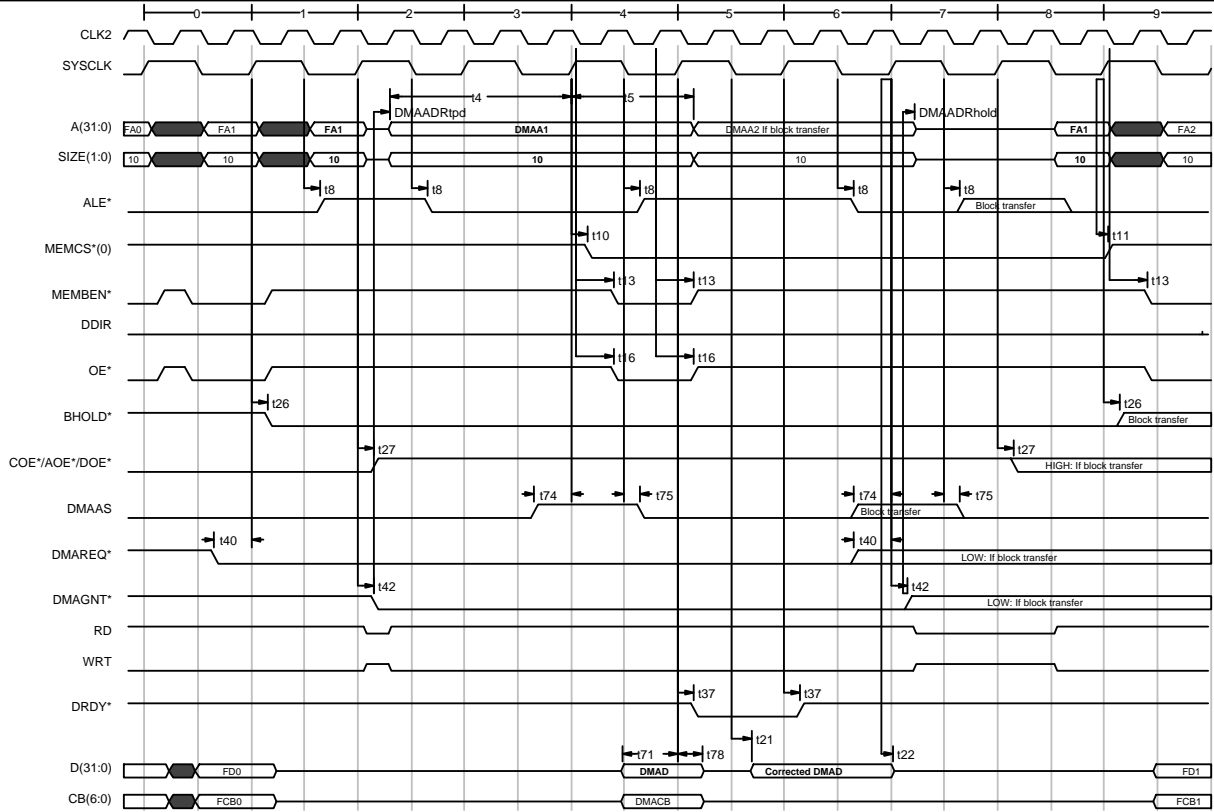 0 1 2 3 4 5 6 7 8 9
CLK2
SYSCLK
t4 t5
DMAADRtpd DMAADRhold
A(31:0) FA0 FA1 FA1 DMAA1 DMAA2 If block transfer FA1 FA2
SIZE(1:0) 10 10 10 10 10 10 10
t8 t8 t8 t8 t8
ALE* Block transfer
t10 t11
MEMCS*(0)
t13 t13 t13
MEMBEN*
DDIR
t16 t16
OE*
t26 t26
BHOLD* Block transfer
t27 t27
COE*/AOE*/DOE* HIGH: If block transfer
t74 t75 t74 t75
DMAAS Block transfer
t40 t40
DMAREQ* LOW: If block transfer
t42 t42
DMAGNT* LOW: If block transfer
RD
WRT
t37 t37
DRDY*
t71 t78 t21 t22
D(31:0) FD0 DMAD Corrected DMAD FD1
CB(6:0) FCB0 DMACB FCB1